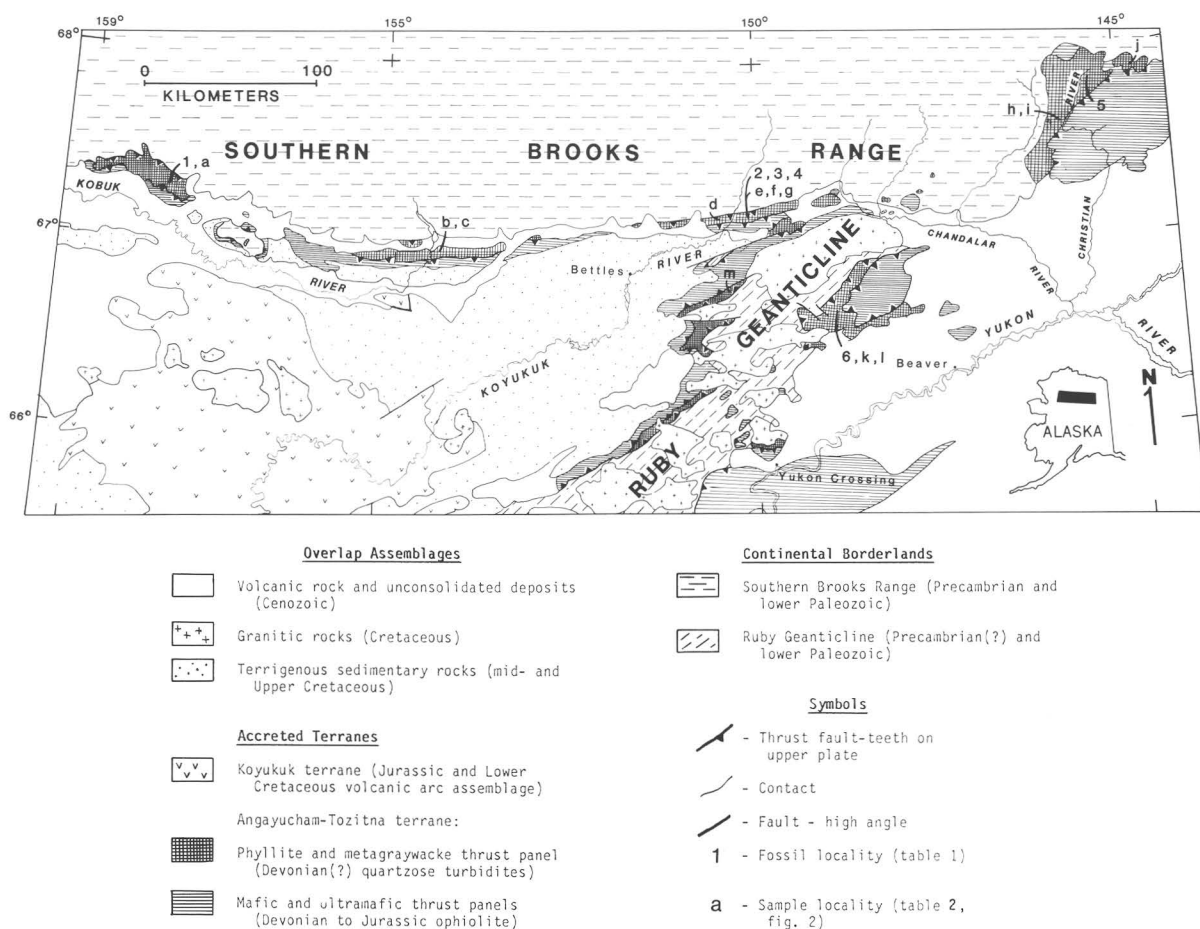 159°
155°
150°
145°
68°
0 100
KILOMETERS
j
RIVER
h,i
5
SOUTHERN BROOKS RANGE
1,a
2,3,4
e,f,g
KOBUK
d
67°
b,c
CHANDALAR
CHRISTIAN
RIVER
Bettles
RIVER
m
GEANTICLINE
RIVER
YUKON
6,k,l
Beaver
RIVER
KOYUKUK
N
66°
ALASKA
RUBY
Yukon Crossing
Overlap Assemblages
Volcanic rock and unconsolidated deposits
(Cenozoic)
Granitic rocks (Cretaceous)
Terrigenous sedimentary rocks (mid- and
Upper Cretaceous)
Accreted Terranes
Koyukuk terrane (Jurassic and Lower
Cretaceous volcanic arc assemblage)
Angayucham-Tozitna terrane:
Phyllite and metagraywacke thrust panel
(Devonian(?) quartzose turbidites)
Mafic and ultramafic thrust panels
(Devonian to Jurassic ophiolite)
Continental Borderlands
Southern Brooks Range (Precambrian and
lower Paleozoic)
Ruby Geanticline (Precambrian(?) and
lower Paleozoic)
Symbols
- Thrust fault-teeth on
upper plate
- Contact
- Fault - high angle
1 - Fossil locality (table 1)
a - Sample locality (table 2,
fig. 2)